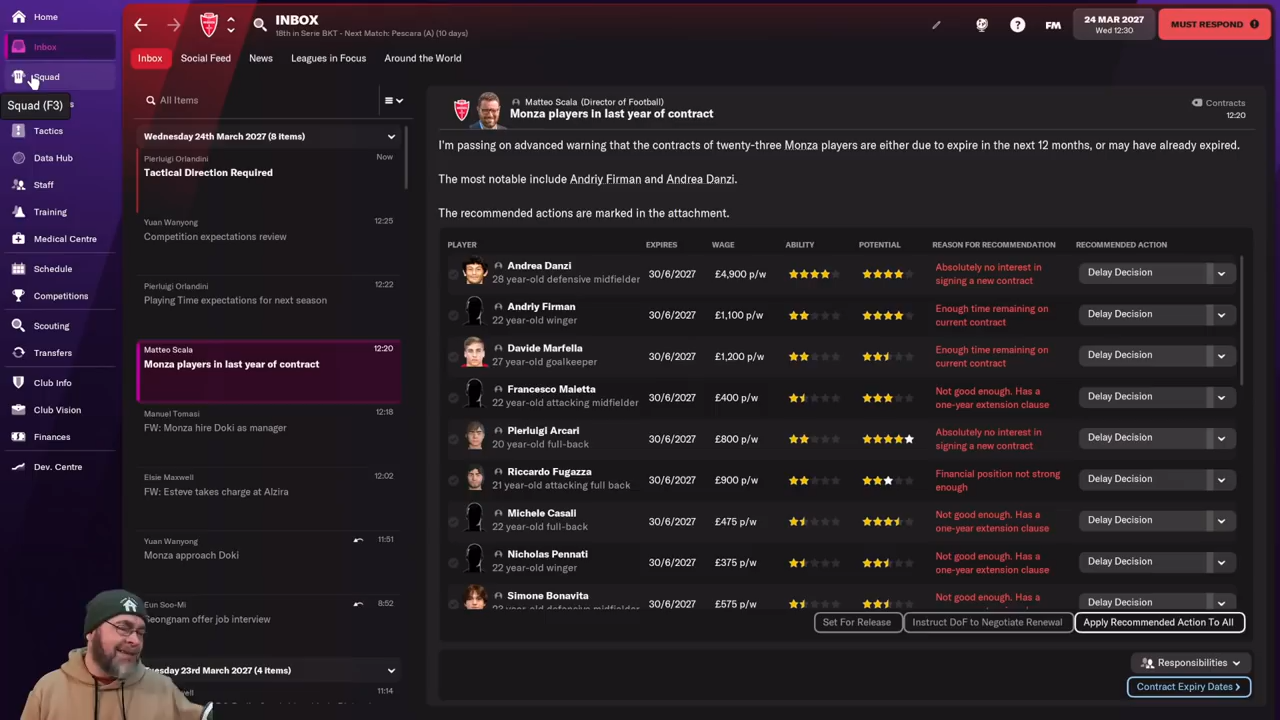 Home
Inbox
Squad
Squad (F3)
Tactics
Data Hub
Staff
Training
Medical Centre
Schedule
Competitions
Scouting
Transfers
Club Info
Club Vision
Finances
Dev. Centre
INBOX
18th in Serie BKT - Next Match: Pescara (A) (10 days)
FM
24 MAR 2027
Wed 12:30
MUST RESPOND
Inbox
Social Feed
News
Leagues in Focus
Around the World
All Items
Wednesday 24th March 2027 (8 Items)
Pierluigi Orlandini
Now
Tactical Direction Required
Yuan Wanyong
12:25
Competition expectations review
Pierluigi Orlandini
12:22
Playing Time expectations for next season
Matteo Scala
12:20
Monza players in last year of contract
Manuel Tomasi
12:18
FW: Monza hire Doki as manager
Elsie Maxwell
12:02
FW: Esteve takes charge at Alzira
Yuan Wanyong
11:51
Monza approach Doki
Eun Soo-Mi
8:52
Seongnam offer job interview
Tuesday 23rd March 2027 (4 Items)
11:14
Matteo Scala (Director of Football)
Monza players in last year of contract
Contracts
12:20
I'm passing on advanced warning that the contracts of twenty-three Monza players are either due to expire in the next 12 months, or may have already expired.
The most notable include Andriy Firman and Andrea Danzi.
The recommended actions are marked in the attachment.
PLAYER EXPIRES WAGE ABILITY POTENTIAL REASON FOR RECOMMENDATION RECOMMENDED ACTION
Andrea Danzi
28 year-old defensive midfielder
30/6/2027 £4,900 p/w
Absolutely no interest in
signing a new contract
Delay Decision
Andriy Firman
22 year-old winger
30/6/2027 £1,100 p/w
Enough time remaining on
current contract
Delay Decision
Davide Marfella
27 year-old goalkeeper
30/6/2027 £1,200 p/w
Enough time remaining on
current contract
Delay Decision
Francesco Maletta
22 year-old attacking midfielder
30/6/2027 £400 p/w
Not good enough. Has a
one-year extension clause
Delay Decision
Pierluigi Arcari
20 year-old full-back
30/6/2027 £800 p/w
Absolutely no interest in
signing a new contract
Delay Decision
Riccardo Fugazza
21 year-old attacking full back
30/6/2027 £900 p/w
Financial position not strong
enough
Delay Decision
Michele Casali
22 year-old full-back
30/6/2027 £475 p/w
Not good enough. Has a
one-year extension clause
Delay Decision
Nicholas Pennati
22 year-old winger
30/6/2027 £375 p/w
Not good enough. Has a
one-year extension clause
Delay Decision
Simone Bonavita
23 year-old defensive midfielder
30/6/2027 £575 p/w
Not good enough. Has a
Delay Decision
Set For Release
Instruct DoF to Negotiate Renewal
Apply Recommended Action To All
Responsibilities
Contract Expiry Dates